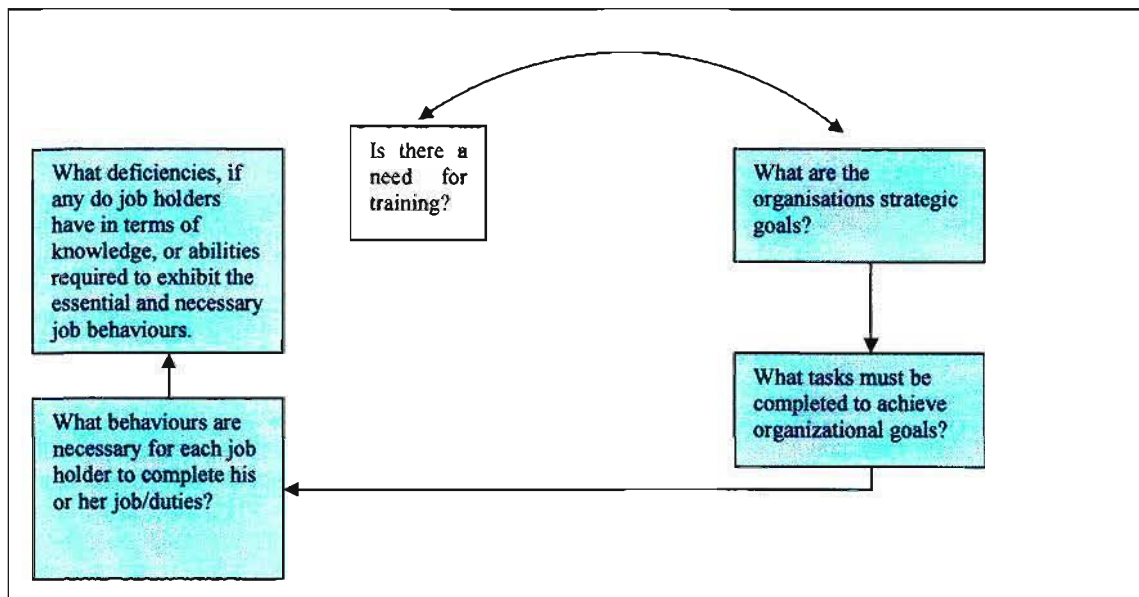 Is there a
need for
training?
What are the
organisations strategic
goals?
What tasks must be
completed to achieve
organizational goals?
What behaviours are
necessary for each job
holder to complete his
or her job/duties?
What deficiencies, if
any do job holders
have in terms of
knowledge, or abilities
required to exhibit the
essential and necessary
job behaviours.